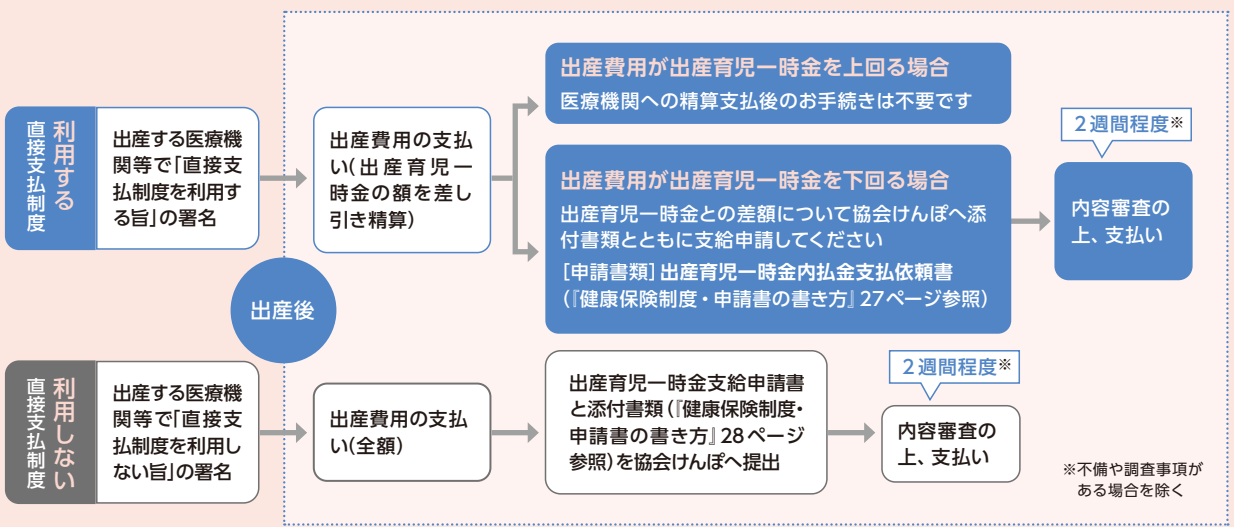 直接支払制度
利用する
出産する医療機
関等で「直接支
払制度を利用す
る旨」の署名
出産費用の支払
い(出産育児一
時金の額を差し
引き精算)
出産費用が出産育児一時金を上回る場合
医療機関への精算支払後のお手続きは不要です
出産費用が出産育児一時金を下回る場合
出産育児一時金との差額について協会けんぽへ添
付書類とともに支給申請してください
[申請書類]出産育児一時金内払金支払依頼書
(『健康保険制度・申請書の書き方』27ページ参照)
2週間程度※
内容審査の
上、支払い
出産後
直接支払制度
利用しない
出産する医療機
関等で「直接支
払制度を利用し
ない旨」の署名
出産費用の支払
い(全額)
出産育児一時金支給申請書
と添付書類(『健康保険制度・
申請書の書き方』28ページ
参照)を協会けんぽへ提出
2週間程度※
内容審査の
上、支払い
※不備や調査事項が
ある場合を除く